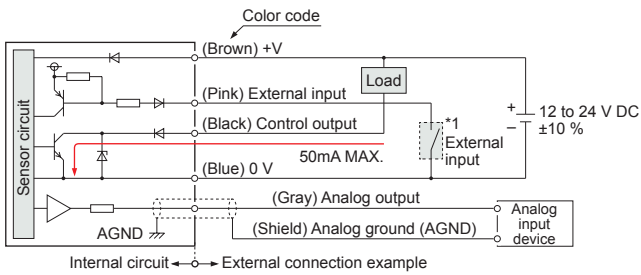 Color code
(Brown) +V
Load
(Pink) External input
(Black) Control output
Sensor circuit
*1
External
input
+
−
12 to 24 V DC
±10 %
50mA MAX.
(Blue) 0 V
(Gray) Analog output
Analog
input
device
(Shield) Analog ground (AGND)
AGND
Internal circuit
External connection example